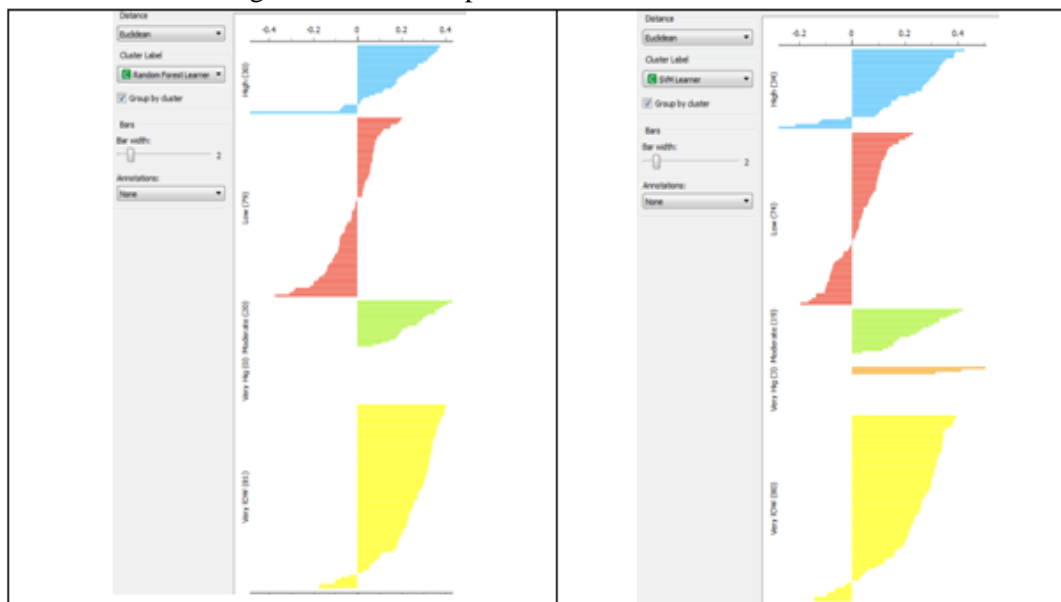 Distance
Euclidean
Cluster Label
C Random Forest Learner
Group by cluster
Bars
Bar width:
2
Annotations:
None
-0.4 -0.2 0 0.2 0.4
High (30)
Low (79)
Moderate (20)
Very Hig (0)
Very lOW (81)
Distance
Euclidean
Cluster Label
C SVM Learner
Group by cluster
Bars
Bar width:
2
Annotations:
None
-0.2 0 0.2 0.4
High (34)
Low (74)
Moderate (19)
Very Hig (3)
Very lOW (80)